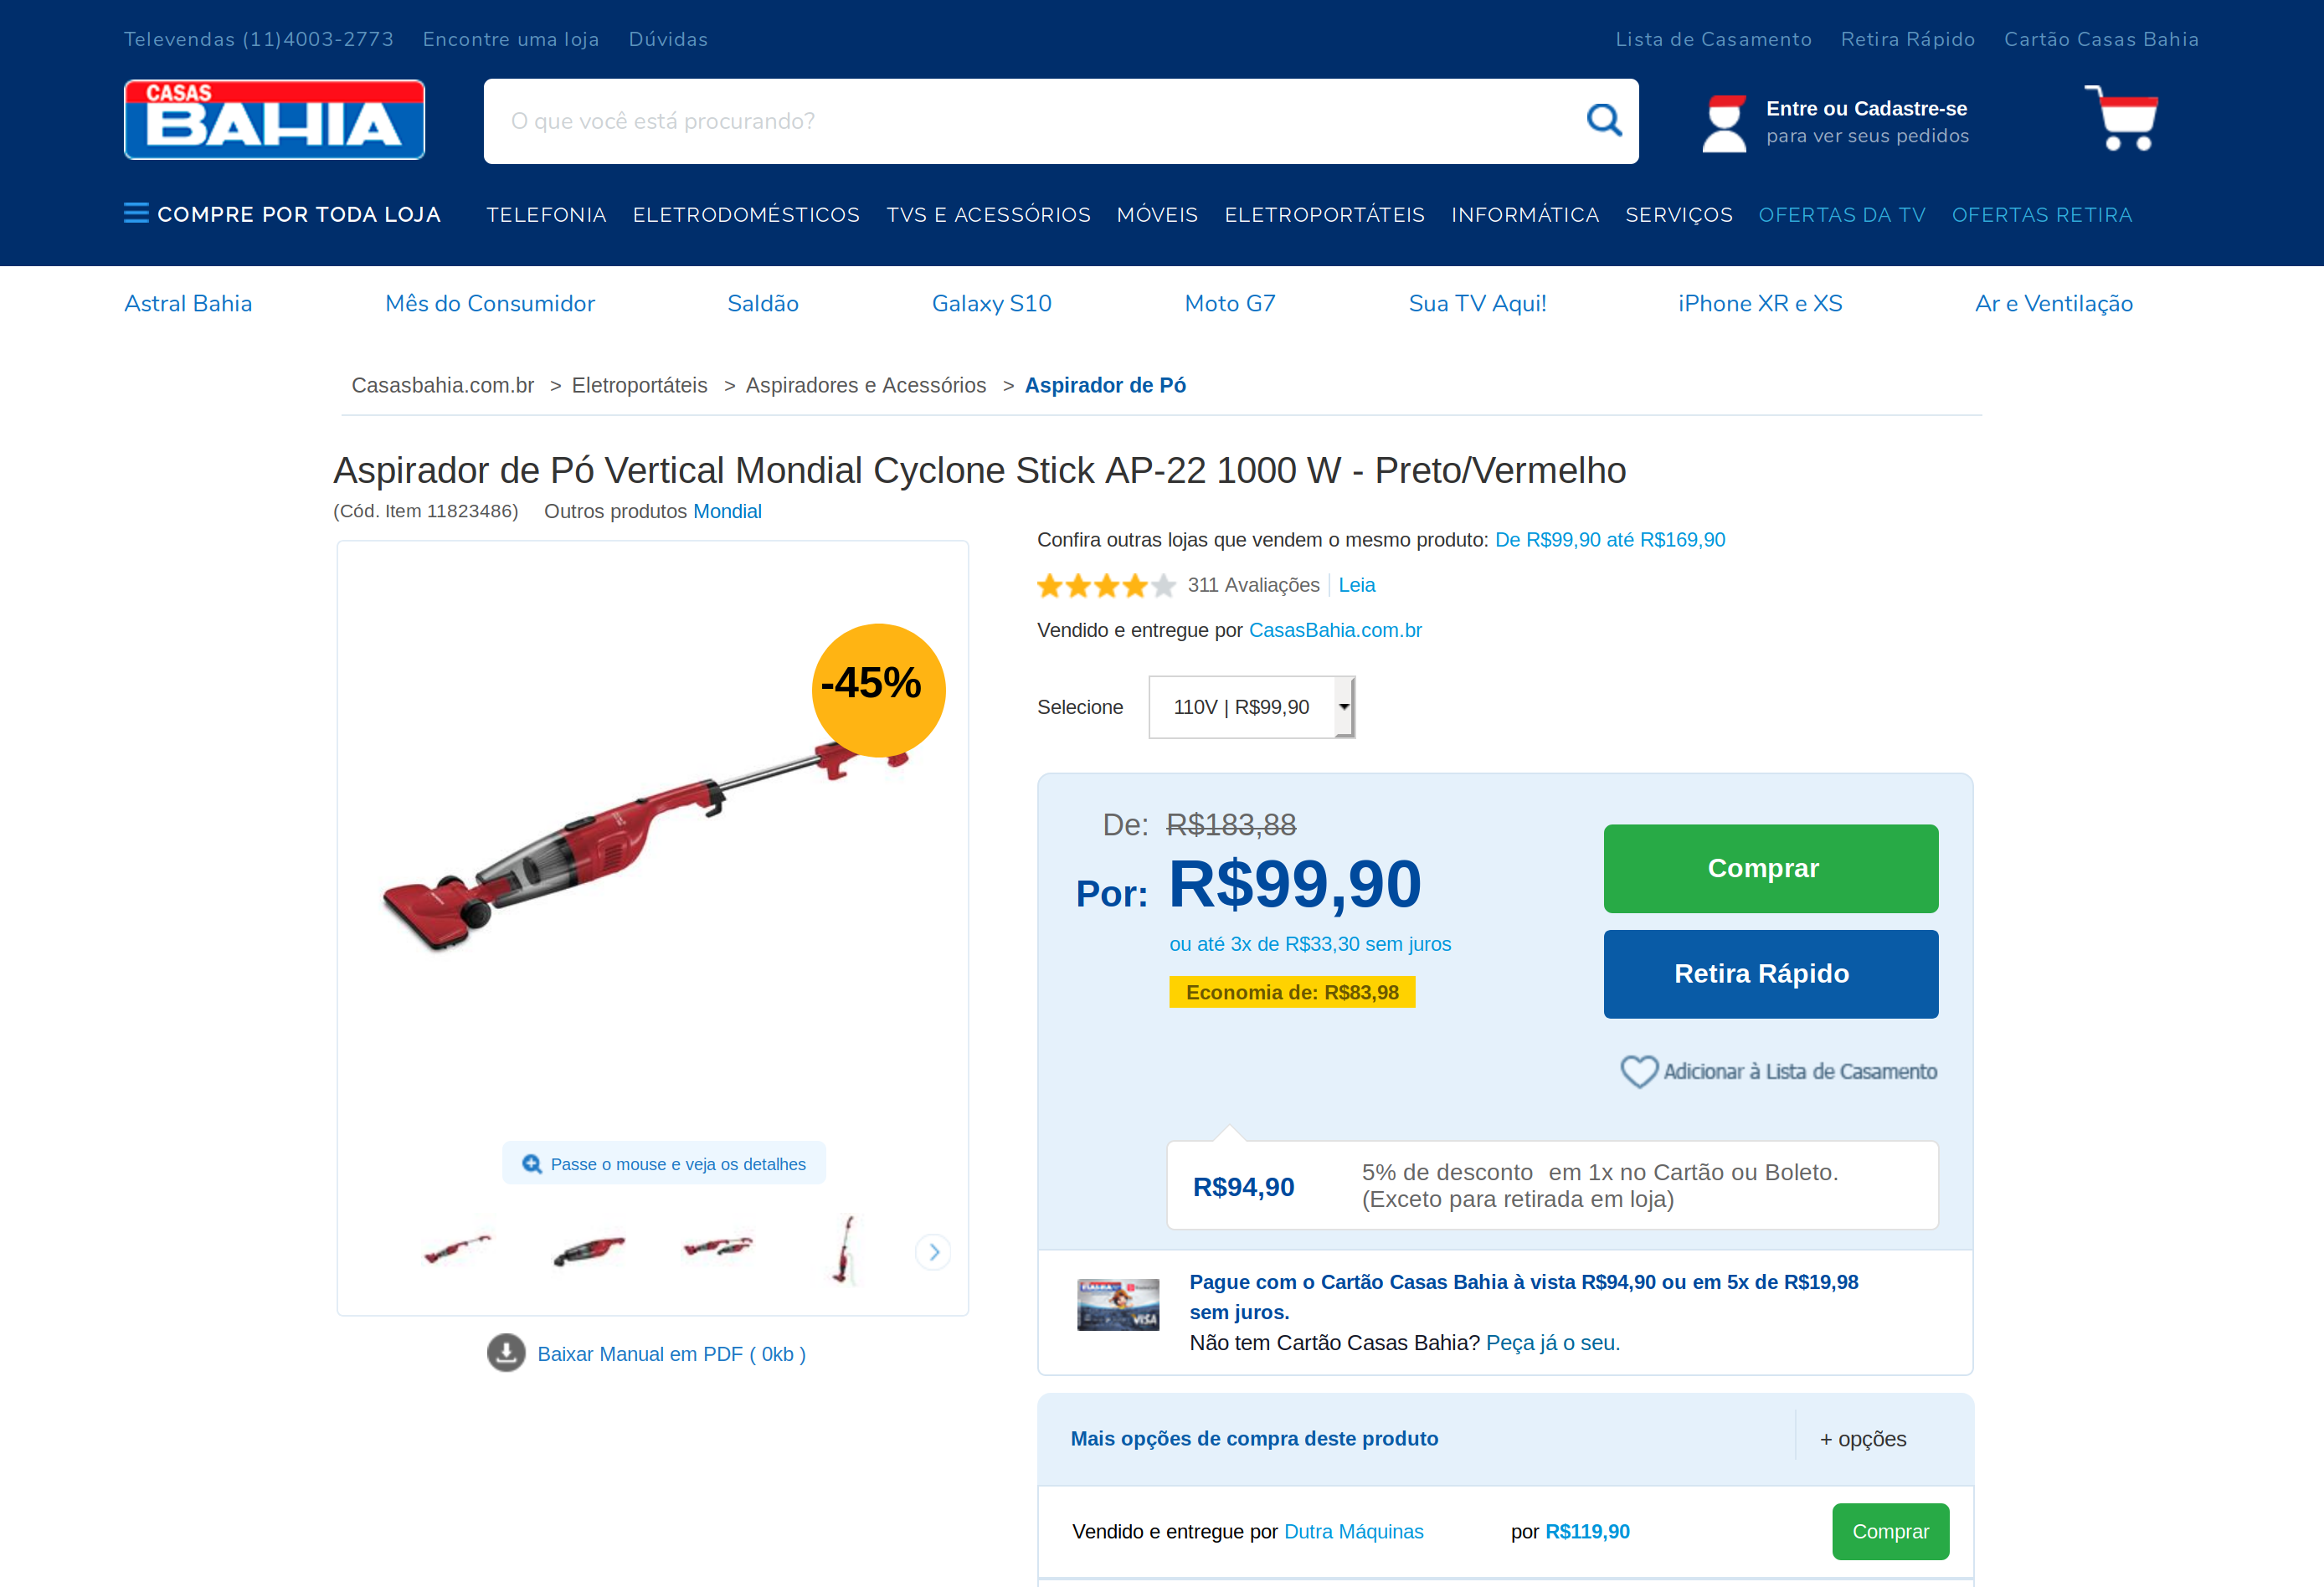 Televendas (11)4003-2773 Encontre uma loja Dúvidas Lista de Casamento Retira Rápido Cartão Casas Bahia
CASAS
BAHIA
O que você está procurando?
Entre ou Cadastre-se
para ver seus pedidos
COMPRE POR TODA LOJA TELEFONIA ELETRODOMÉSTICOS TVS E ACESSÓRIOS MÓVEIS ELETROPORTÁTEIS INFORMÁTICA SERVIÇOS OFERTAS DA TV OFERTAS RETIRA
Astral Bahia Mês do Consumidor Saldão Galaxy S10 Moto G7 Sua TV Aqui! iPhone XR e XS Ar e Ventilação
Casasbahia.com.br > Eletroportáteis > Aspiradores e Acessórios > Aspirador de Pó
Aspirador de Pó Vertical Mondial Cyclone Stick AP-22 1000 W - Preto/Vermelho
(Cód. Item 11823486) Outros produtos Mondial
-45%
Passe o mouse e veja os detalhes
Baixar Manual em PDF ( 0kb )
Confira outras lojas que vendem o mesmo produto: De R$99,90 até R$169,90
311 Avaliações Leia
Vendido e entregue por CasasBahia.com.br
Selecione 110V | R$99,90
De: R$183,88
Por: R$99,90
ou até 3x de R$33,30 sem juros
Economia de: R$83,98
Comprar
Retira Rápido
Adicionar à Lista de Casamento
R$94,90 5% de desconto em 1x no Cartão ou Boleto.
(Exceto para retirada em loja)
BAHIA
VISA
Pague com o Cartão Casas Bahia à vista R$94,90 ou em 5x de R$19,98
sem juros.
Não tem Cartão Casas Bahia? Peça já o seu.
Mais opções de compra deste produto + opções
Vendido e entregue por Dutra Máquinas por R$119,90 Comprar